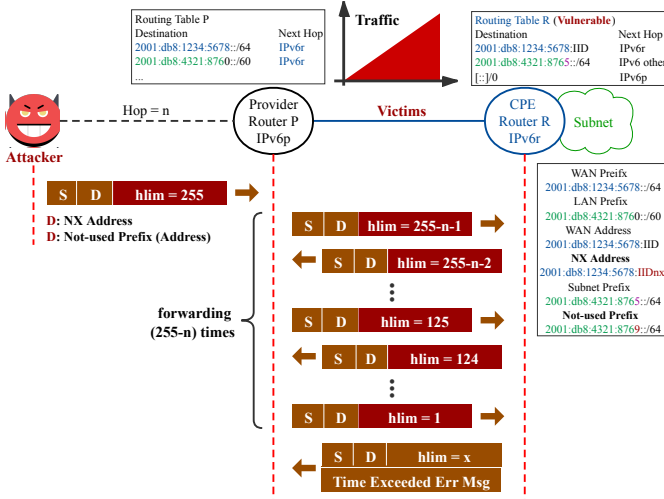 Routing Table P
Destination Next Hop
2001:db8:1234:5678::/64 IPv6r
2001:db8:4321:8760::/60 IPv6r
...
Traffic
Routing Table R (Vulnerable)
Destination Next Hop
2001:db8:1234:5678:IID IPv6r
2001:db8:4321:8765::/64 IPv6 other
[::]/0 IPv6p
Attacker
Hop = n
Provider
Router P
IPv6p
Victims
CPE
Router R
IPv6r
Subnet
S D hlim = 255
D: NX Address
D: Not-used Prefix (Address)
S D hlim = 255-n-1
S D hlim = 255-n-2
forwarding
(255-n) times
S D hlim = 125
S D hlim = 124
S D hlim = 1
S D hlim = x
Time Exceeded Err Msg
WAN Preifx
2001:db8:1234:5678::/64
LAN Prefix
2001:db8:4321:8760::/60
WAN Address
2001:db8:1234:5678:IID
NX Address
2001:db8:1234:5678:IIDnx
Subnet Prefix
2001:db8:4321:8765::/64
Not-used Prefix
2001:db8:4321:8769::/64